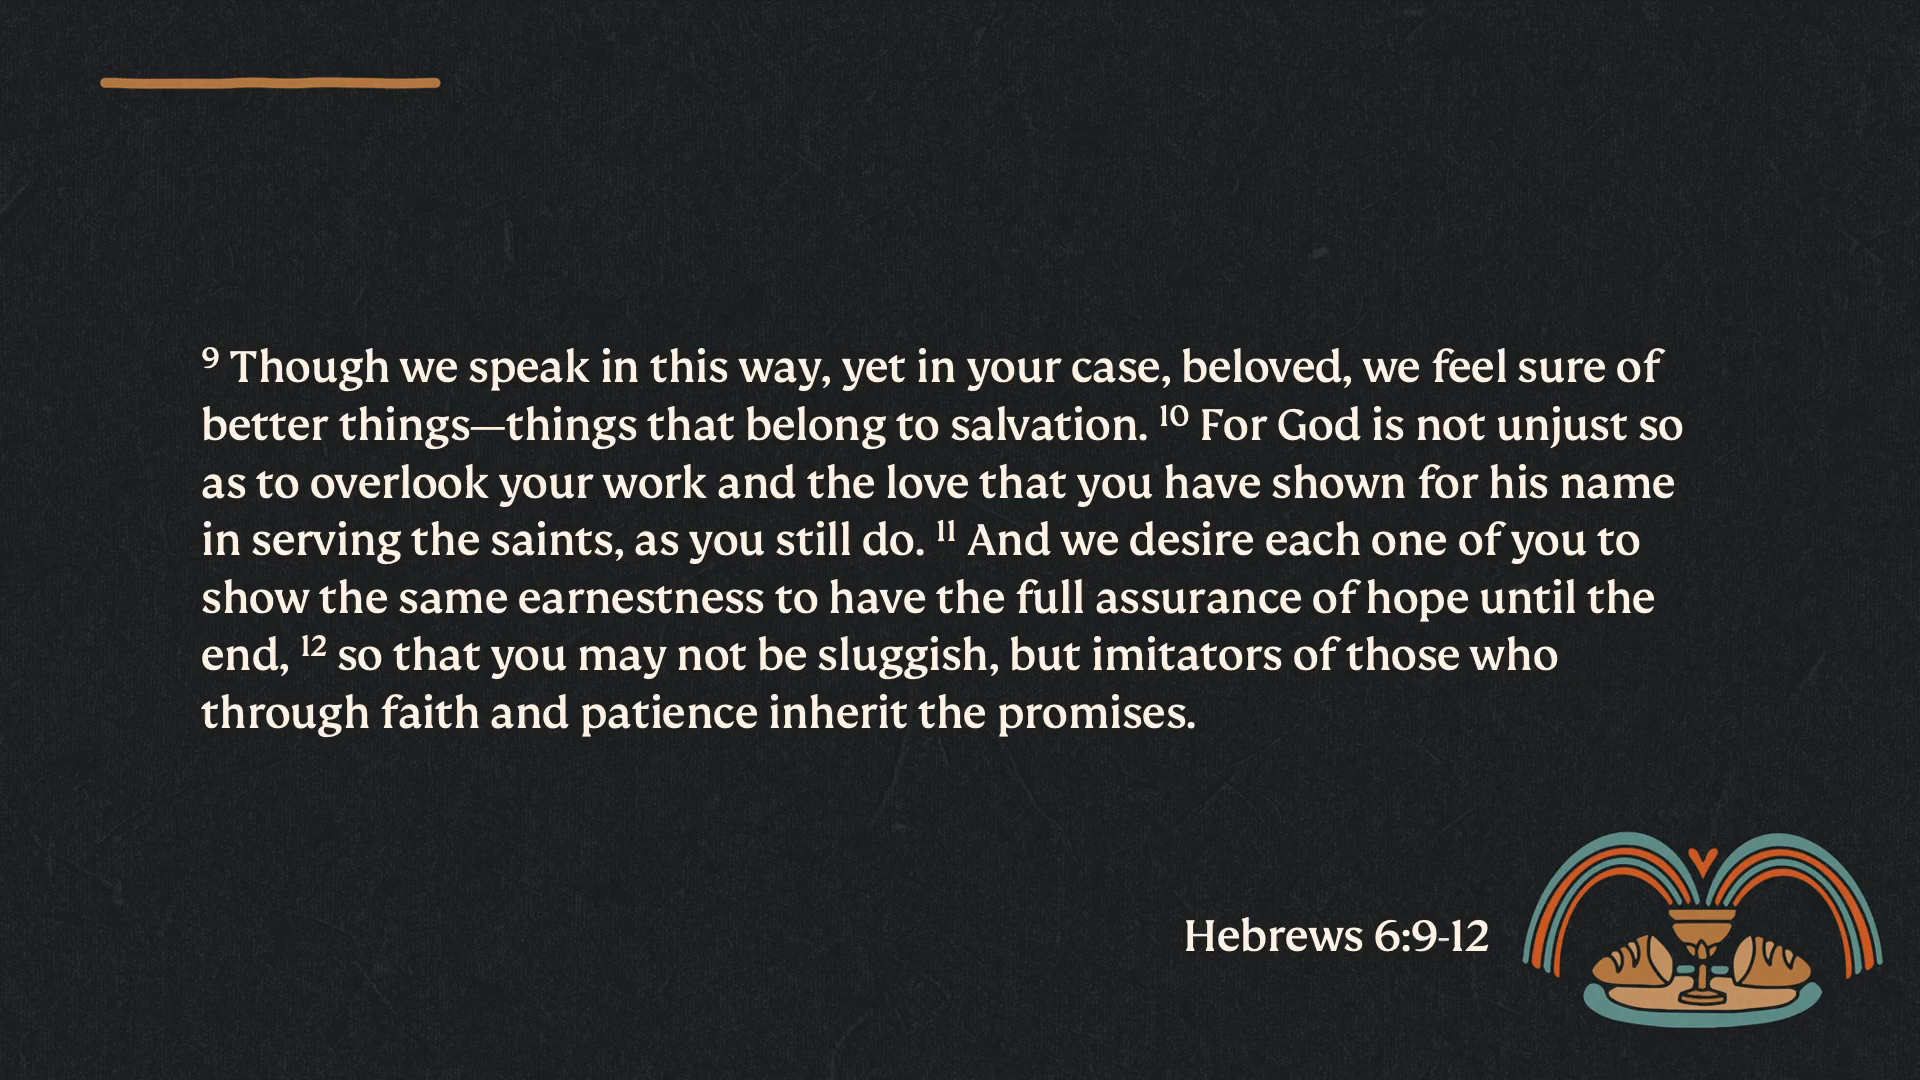 ⁹ Though we speak in this way, yet in your case, beloved, we feel sure of
better things—things that belong to salvation. ¹⁰ For God is not unjust so
as to overlook your work and the love that you have shown for his name
in serving the saints, as you still do. ¹¹ And we desire each one of you to
show the same earnestness to have the full assurance of hope until the
end, ¹² so that you may not be sluggish, but imitators of those who
through faith and patience inherit the promises.
Hebrews 6:9-12